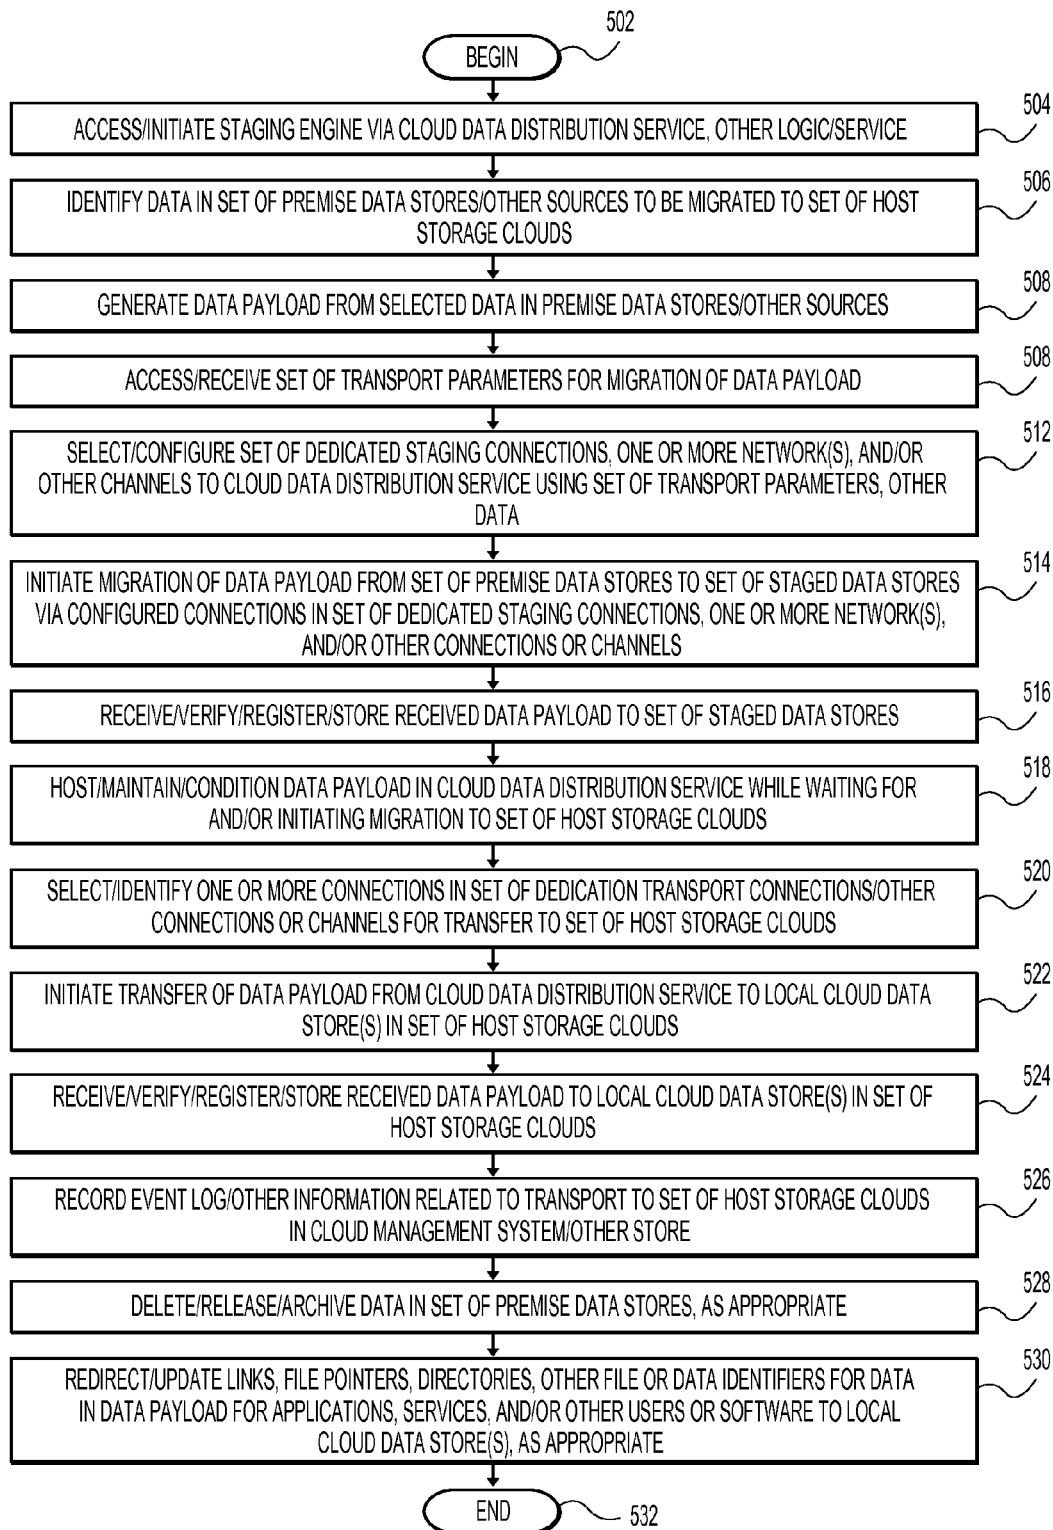 502
BEGIN
504
ACCESS/INITIATE STAGING ENGINE VIA CLOUD DATA DISTRIBUTION SERVICE, OTHER LOGIC/SERVICE
506
IDENTIFY DATA IN SET OF PREMISE DATA STORES/OTHER SOURCES TO BE MIGRATED TO SET OF HOST
STORAGE CLOUDS
508
GENERATE DATA PAYLOAD FROM SELECTED DATA IN PREMISE DATA STORES/OTHER SOURCES
508
ACCESS/RECEIVE SET OF TRANSPORT PARAMETERS FOR MIGRATION OF DATA PAYLOAD
512
SELECT/CONFIGURE SET OF DEDICATED STAGING CONNECTIONS, ONE OR MORE NETWORK(S), AND/OR
OTHER CHANNELS TO CLOUD DATA DISTRIBUTION SERVICE USING SET OF TRANSPORT PARAMETERS, OTHER
DATA
514
INITIATE MIGRATION OF DATA PAYLOAD FROM SET OF PREMISE DATA STORES TO SET OF STAGED DATA STORES
VIA CONFIGURED CONNECTIONS IN SET OF DEDICATED STAGING CONNECTIONS, ONE OR MORE NETWORK(S),
AND/OR OTHER CONNECTIONS OR CHANNELS
516
RECEIVE/VERIFY/REGISTER/STORE RECEIVED DATA PAYLOAD TO SET OF STAGED DATA STORES
518
HOST/MAINTAIN/CONDITION DATA PAYLOAD IN CLOUD DATA DISTRIBUTION SERVICE WHILE WAITING FOR
AND/OR INITIATING MIGRATION TO SET OF HOST STORAGE CLOUDS
520
SELECT/IDENTIFY ONE OR MORE CONNECTIONS IN SET OF DEDICATION TRANSPORT CONNECTIONS/OTHER
CONNECTIONS OR CHANNELS FOR TRANSFER TO SET OF HOST STORAGE CLOUDS
522
INITIATE TRANSFER OF DATA PAYLOAD FROM CLOUD DATA DISTRIBUTION SERVICE TO LOCAL CLOUD DATA
STORE(S) IN SET OF HOST STORAGE CLOUDS
524
RECEIVE/VERIFY/REGISTER/STORE RECEIVED DATA PAYLOAD TO LOCAL CLOUD DATA STORE(S) IN SET OF
HOST STORAGE CLOUDS
526
RECORD EVENT LOG/OTHER INFORMATION RELATED TO TRANSPORT TO SET OF HOST STORAGE CLOUDS
IN CLOUD MANAGEMENT SYSTEM/OTHER STORE
528
DELETE/RELEASE/ARCHIVE DATA IN SET OF PREMISE DATA STORES, AS APPROPRIATE
530
REDIRECT/UPDATE LINKS, FILE POINTERS, DIRECTORIES, OTHER FILE OR DATA IDENTIFIERS FOR DATA
IN DATA PAYLOAD FOR APPLICATIONS, SERVICES, AND/OR OTHER USERS OR SOFTWARE TO LOCAL
CLOUD DATA STORE(S), AS APPROPRIATE
END
532